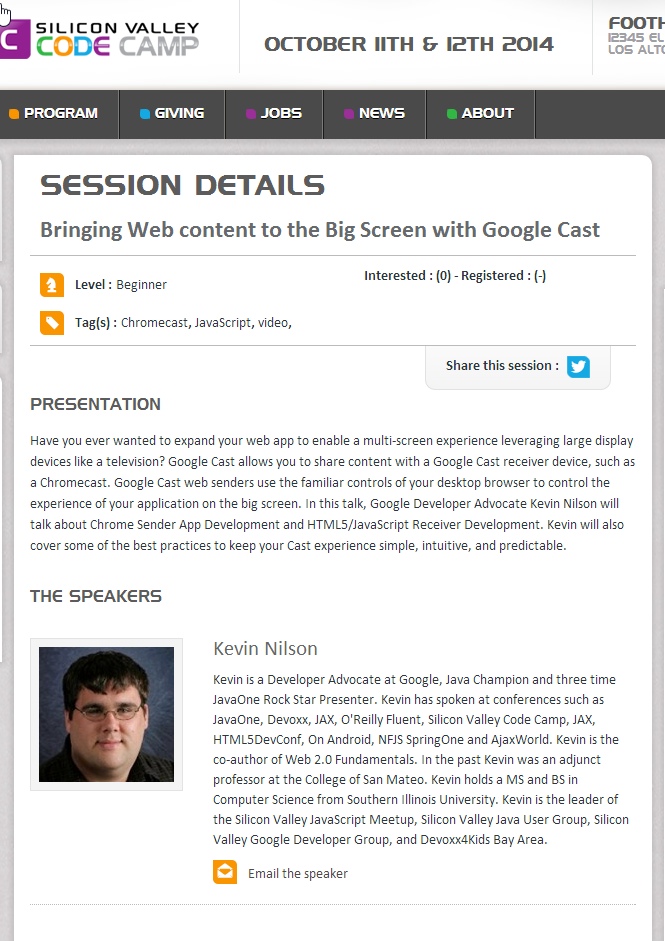 C
SILICON VALLEY
CODE CAMP
OCTOBER 11TH & 12TH 2014
12345 EL
PROGRAM
GIVING
JOBS
NEWS
ABOUT
SESSION DETAILS
Bringing Web content to the Big Screen with Google Cast
Level : Beginner
Interested : (0) - Registered : (-)
Tag(s) : Chromecast, JavaScript, video,
Share this session :
PRESENTATION
Have you ever wanted to expand your web app to enable a multi-screen experience leveraging large display
devices like a television? Google Cast allows you to share content with a Google Cast receiver device, such as
a Chromecast. Google Cast web senders use the familiar controls of your desktop browser to control the
experience of your application on the big screen. In this talk, Google Developer Advocate Kevin Nilson will
talk about Chrome Sender App Development and HTML5/JavaScript Receiver Development. Kevin will also
cover some of the best practices to keep your Cast experience simple, intuitive, and predictable.
THE SPEAKERS
Kevin Nilson
Kevin is a Developer Advocate at Google, Java Champion and three time
JavaOne Rock Star Presenter. Kevin has spoken at conferences such as
JavaOne, Devoxx, JAX, O'Reilly Fluent, Silicon Valley Code Camp, JAX,
HTML5DevConf, On Android, NFJS SpringOne and AjaxWorld. Kevin is the
co-author of Web 2.0 Fundamentals. In the past Kevin was an adjunct
professor at the College of San Mateo. Kevin holds a MS and BS in
Computer Science from Southern Illinois University. Kevin is the leader of
the Silicon Valley JavaScript Meetup, Silicon Valley Java User Group, Silicon
Valley Google Developer Group, and Devoxx4Kids Bay Area.
Email the speaker